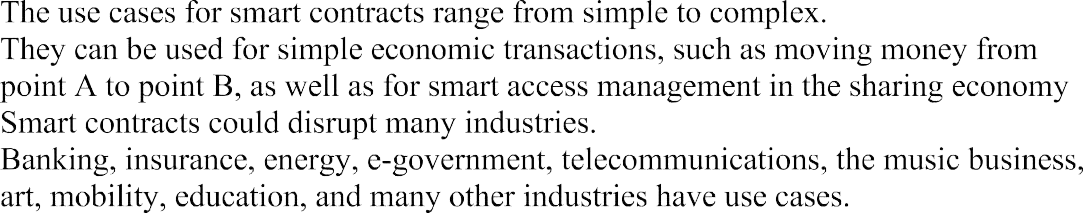 The use cases for smart contracts range from simple to complex.
They can be used for simple economic transactions, such as moving money from
point A to point B, as well as for smart access management in the sharing economy
Smart contracts could disrupt many industries.
Banking, insurance, energy, e-government, telecommunications, the music business,
art, mobility, education, and many other industries have use cases.